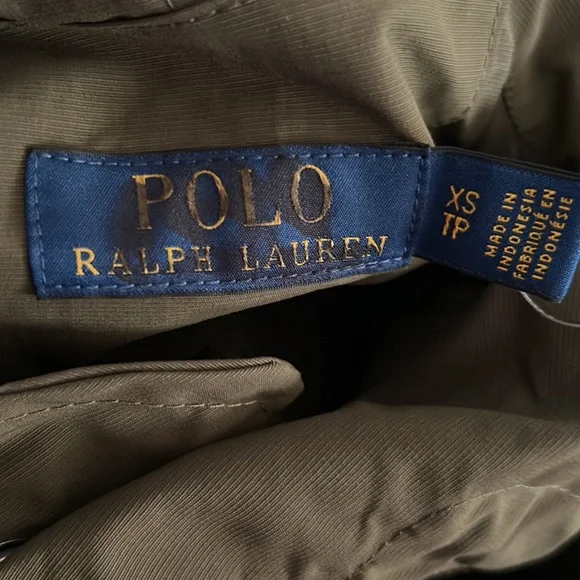 POLO
RALPH LAUREN
XS
TP
MADE IN
INDONESIA
FABRIQUÉ EN
INDONÉSIE